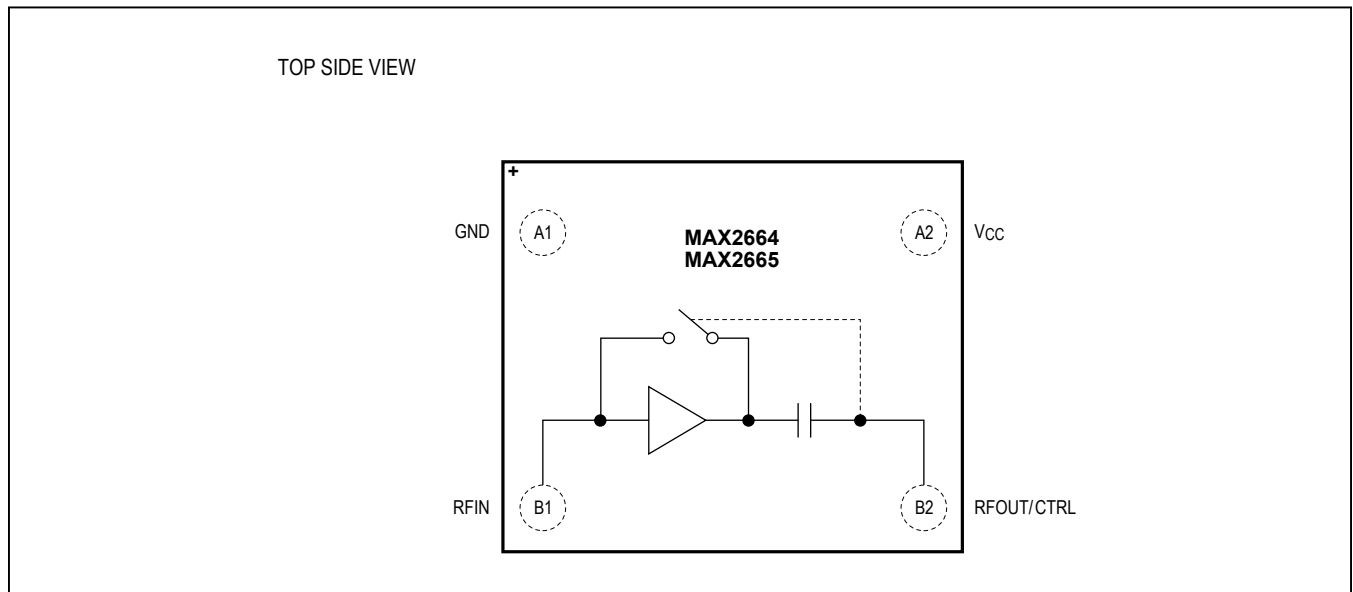 TOP SIDE VIEW
+
GND
A1
MAX2664
MAX2665
A2
VCC
RFIN
B1
B2
RFOUT/CTRL